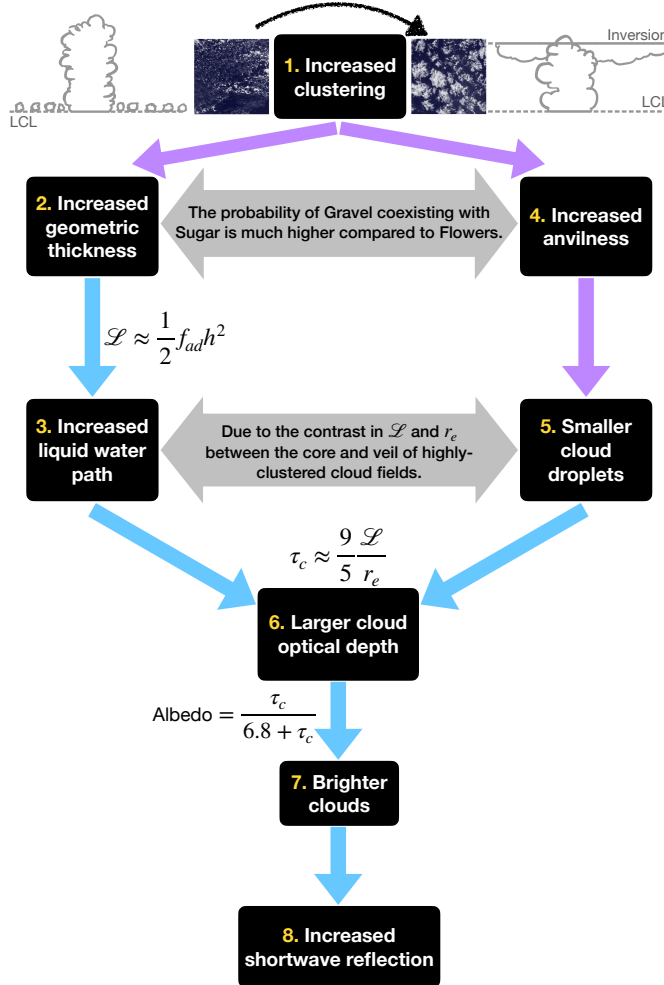 Inversion
1. Increased
clustering
LCL
LCL
2. Increased
geometric
thickness
The probability of Gravel coexisting with
Sugar is much higher compared to Flowers.
4. Increased
anvilness
ℒ ≈ 1/2 f_ad h²
3. Increased
liquid water
path
Due to the contrast in ℒ and r_e
between the core and veil of highly-
clustered cloud fields.
5. Smaller
cloud
droplets
τ_c ≈ 9/5 ℒ/r_e
6. Larger cloud
optical depth
Albedo = τ_c/(6.8 + τ_c)
7. Brighter
clouds
8. Increased
shortwave reflection